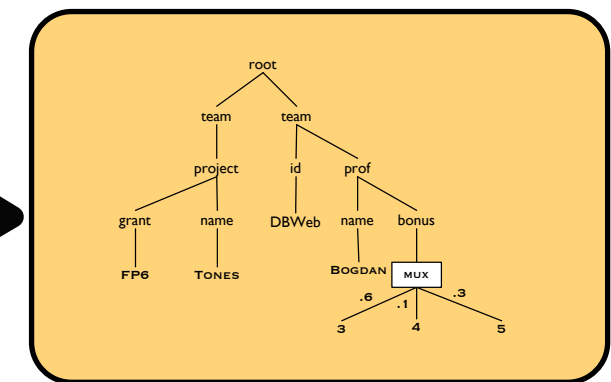 root
team team
project id prof
grant name DBWeb name bonus
FP6 TONES BOGDAN MUX
.6 .1 .3
3 4 5